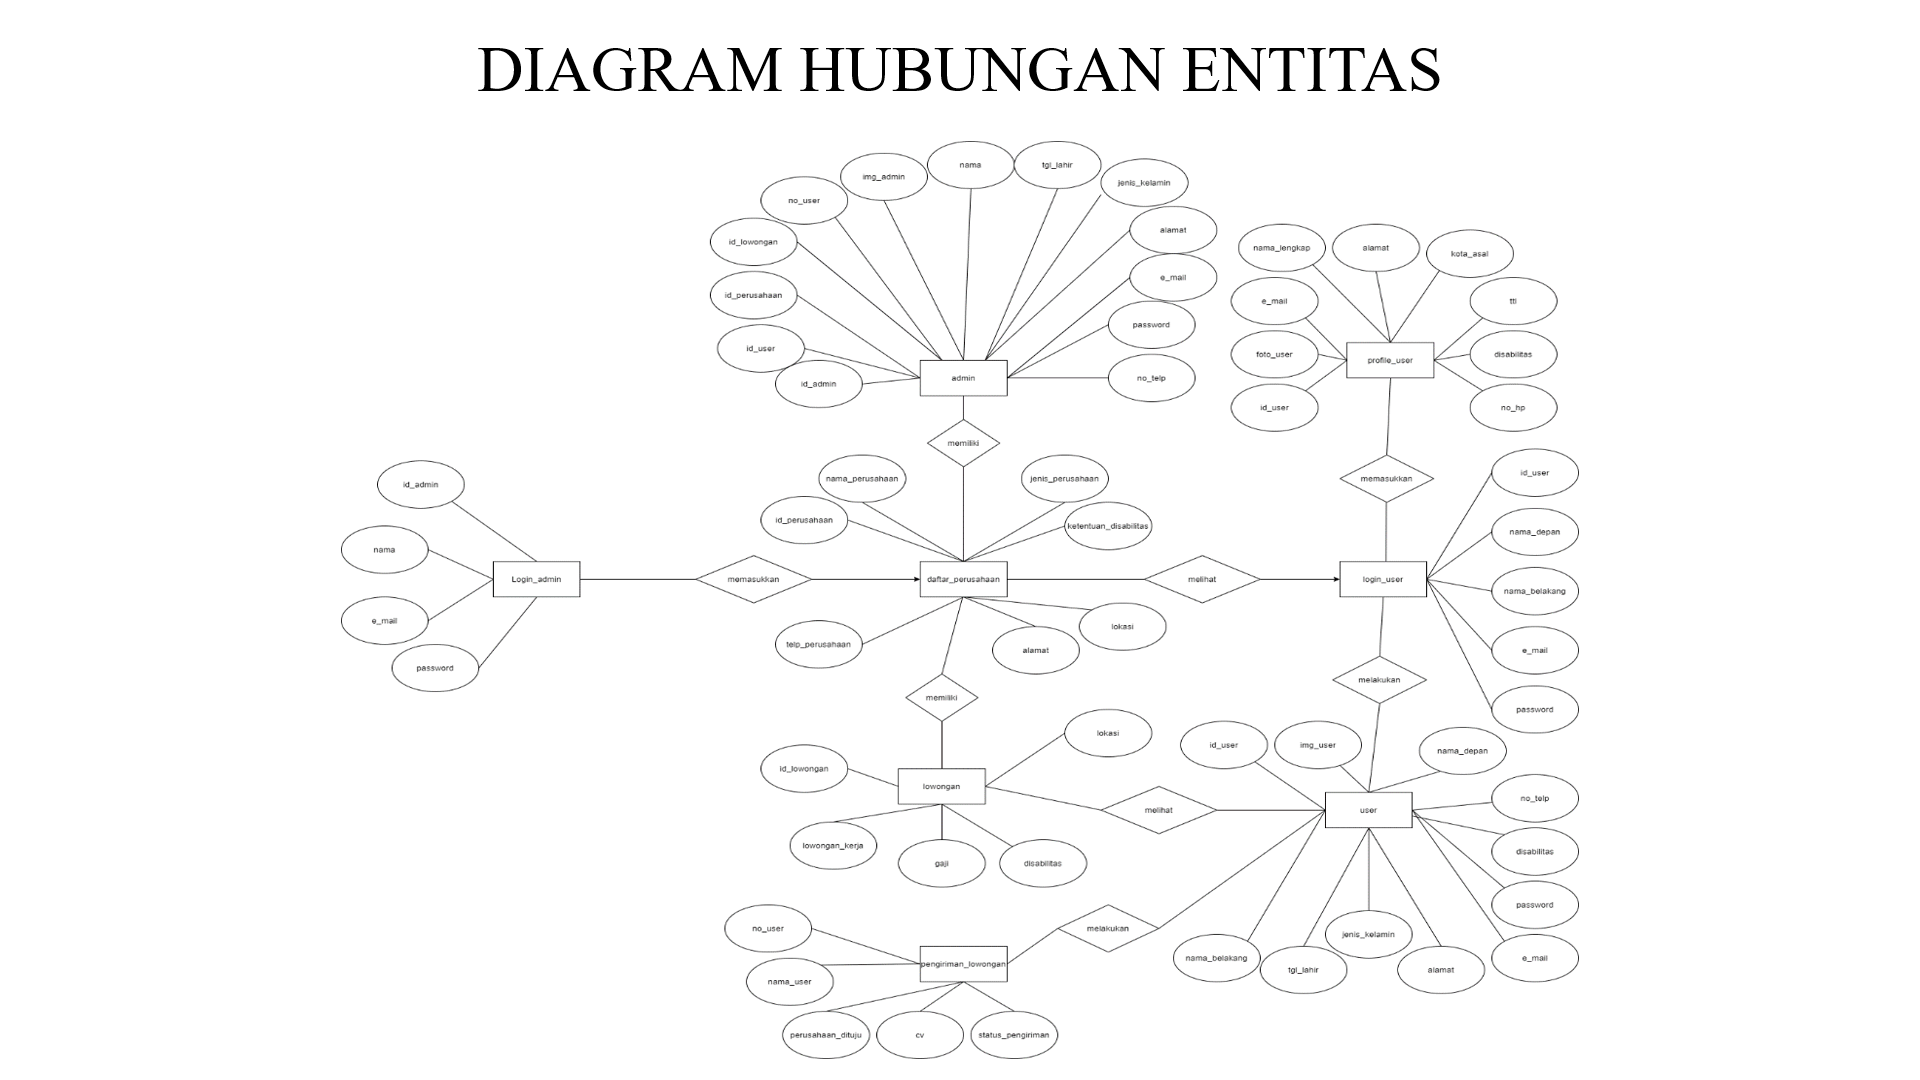 DIAGRAM HUBUNGAN ENTITAS
nama
tgl_lahir
img_admin
jenis_kelamin
no_user
alamat
id_lowongan
e_mail
id_perusahaan
password
id_user
id_admin
admin
no_telp
nama_lengkap
alamat
kota_asal
e_mail
ttl
foto_user
profile_user
disabilitas
id_user
no_hp
memiliki
memasukkan
id_admin
nama
e_mail
password
Login_admin
memasukkan
nama_perusahaan
jenis_perusahaan
id_perusahaan
ketentuan_disabilitas
daftar_perusahaan
telp_perusahaan
alamat
lokasi
melihat
login_user
id_user
nama_depan
nama_belakang
e_mail
password
memiliki
melakukan
lokasi
id_lowongan
lowongan
lowongan_kerja
gaji
disabilitas
melihat
id_user
img_user
nama_depan
user
no_telp
disabilitas
password
e_mail
nama_belakang
tgl_lahir
jenis_kelamin
alamat
melakukan
no_user
pengiriman_lowongan
nama_user
perusahaan_dituju
cv
status_pengiriman